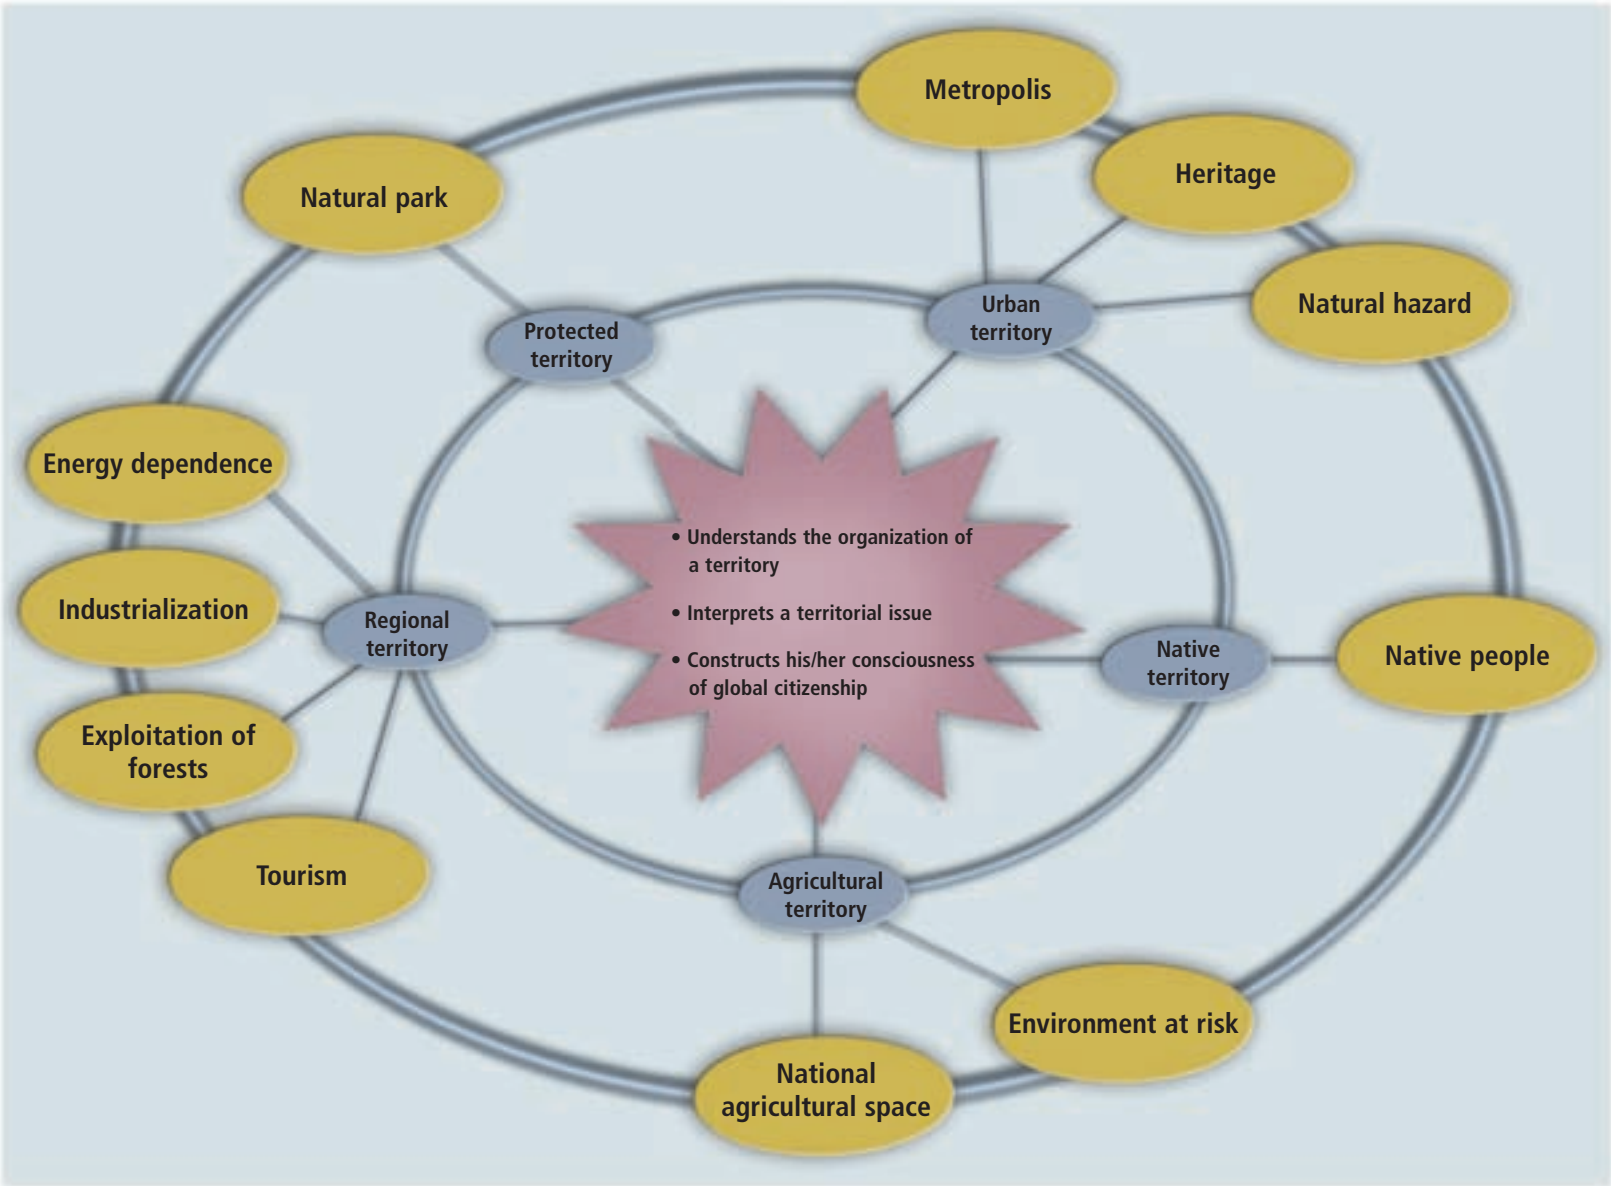 Metropolis
Heritage
Natural park
Natural hazard
Urban
territory
Protected
territory
Energy dependence
• Understands the organization of
a territory
Industrialization
• Interprets a territorial issue
Regional
territory
Native
territory
Native people
• Constructs his/her consciousness
of global citizenship
Exploitation of
forests
Tourism
Agricultural
territory
Environment at risk
National
agricultural space